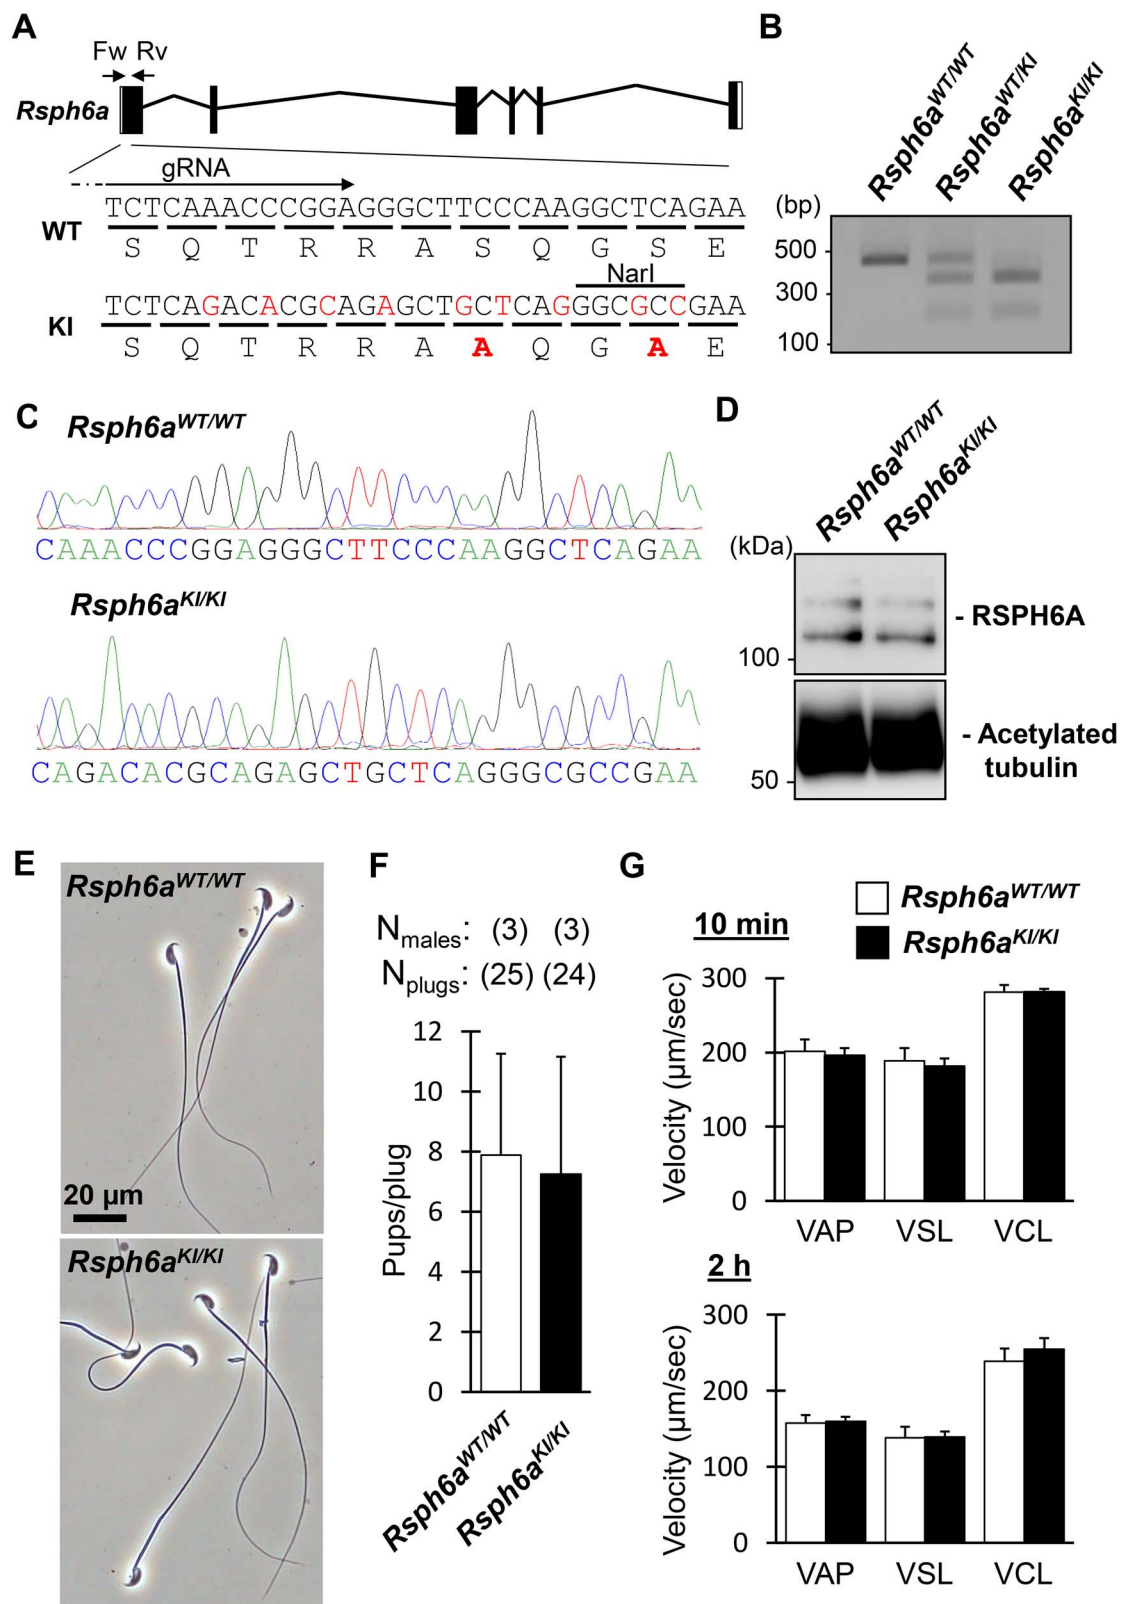 A
Fw Rv
Rsph6a
gRNA
WT
TCTCAAACCCGGAGGGCTTCCCAAGGCTCAGAA
S Q T R R A S Q G S E
NarI
KI
TCTCAGACACGCAGAGCTGCTCAGGGCGCCGAA
S Q T R R A A Q G A E
B
Rsph6aWT/WT
Rsph6aWT/KI
Rsph6aKI/KI
(bp)
500
300
100
C
Rsph6aWT/WT
CAAACCCGGAGGGCTTCCCAAGGCTCAGAA
Rsph6aKI/KI
CAGACACGCAGAGCTGCTCAGGGCGCCGAA
D
Rsph6aWT/WT
Rsph6aKI/KI
(kDa)
- RSPH6A
100
- Acetylated
tubulin
50
E
Rsph6aWT/WT
20 µm
Rsph6aKI/KI
F
Nmales: (3) (3)
Nplugs: (25) (24)
Pups/plug
12
10
8
6
4
2
0
Rsph6aWT/WT
Rsph6aKI/KI
G
Rsph6aWT/WT
Rsph6aKI/KI
10 min
Velocity (µm/sec)
300
200
100
0
VAP VSL VCL
2 h
Velocity (µm/sec)
300
200
100
0
VAP VSL VCL